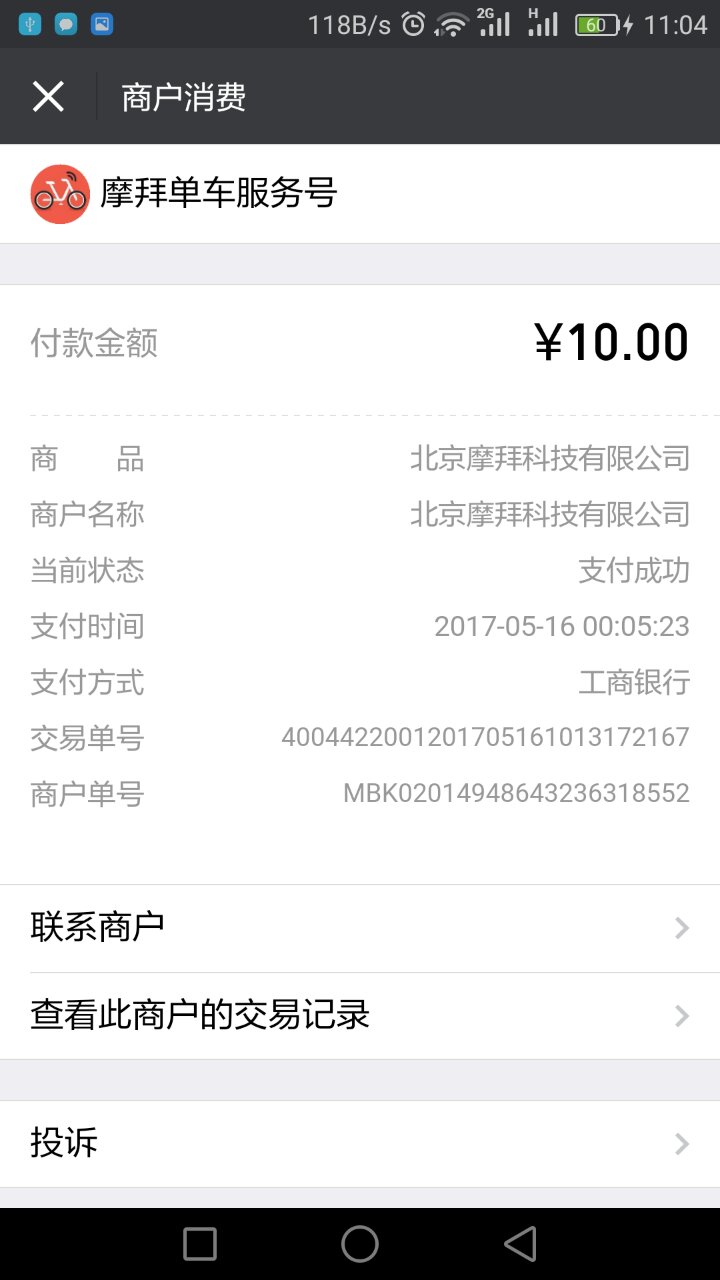 118B/s 2G H 60 11:04
商户消费
摩拜单车服务号
付款金额 ¥10.00
商 品 北京摩拜科技有限公司
商户名称 北京摩拜科技有限公司
当前状态 支付成功
支付时间 2017-05-16 00:05:23
支付方式 工商银行
交易单号 4004422001201705161013172167
商户单号 MBK02014948643236318552
联系商户
查看此商户的交易记录
投诉